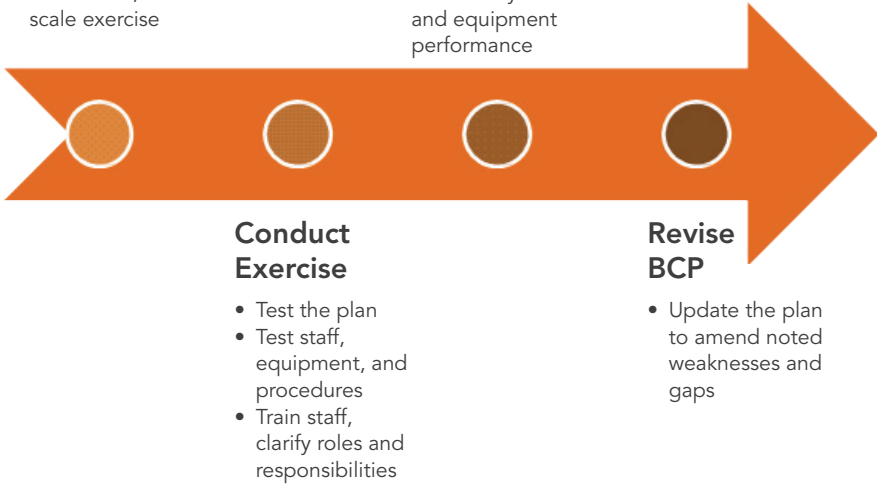 scale exercise
and equipment
performance
Conduct
Exercise
• Test the plan
• Test staff,
equipment, and
procedures
• Train staff,
clarify roles and
responsibilities
Revise
BCP
• Update the plan
to amend noted
weaknesses and
gaps